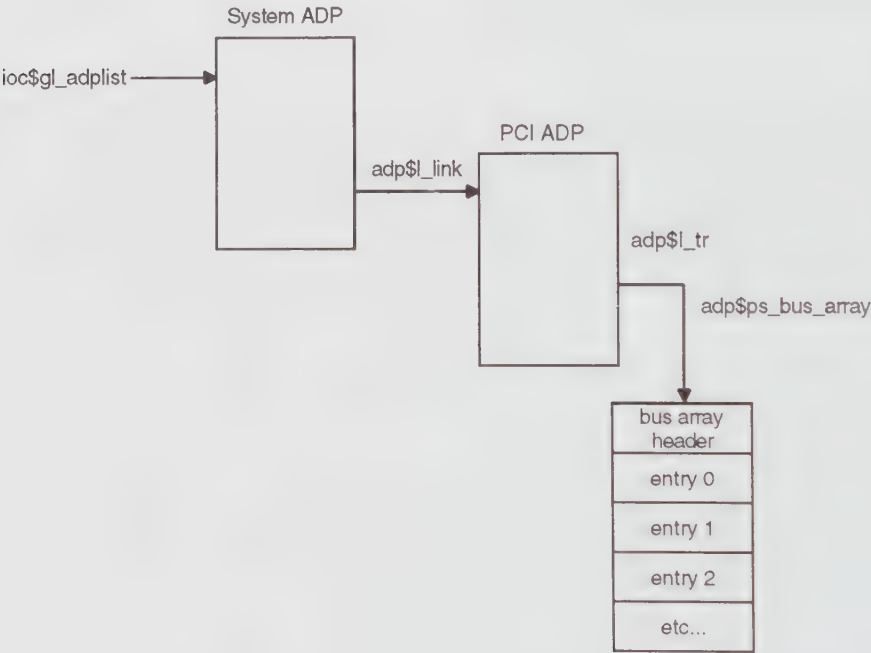 System ADP
ioc$gl_adplist
PCI ADP
adp$l_link
adp$l_tr
adp$ps_bus_array
bus array
header
entry 0
entry 1
entry 2
etc...